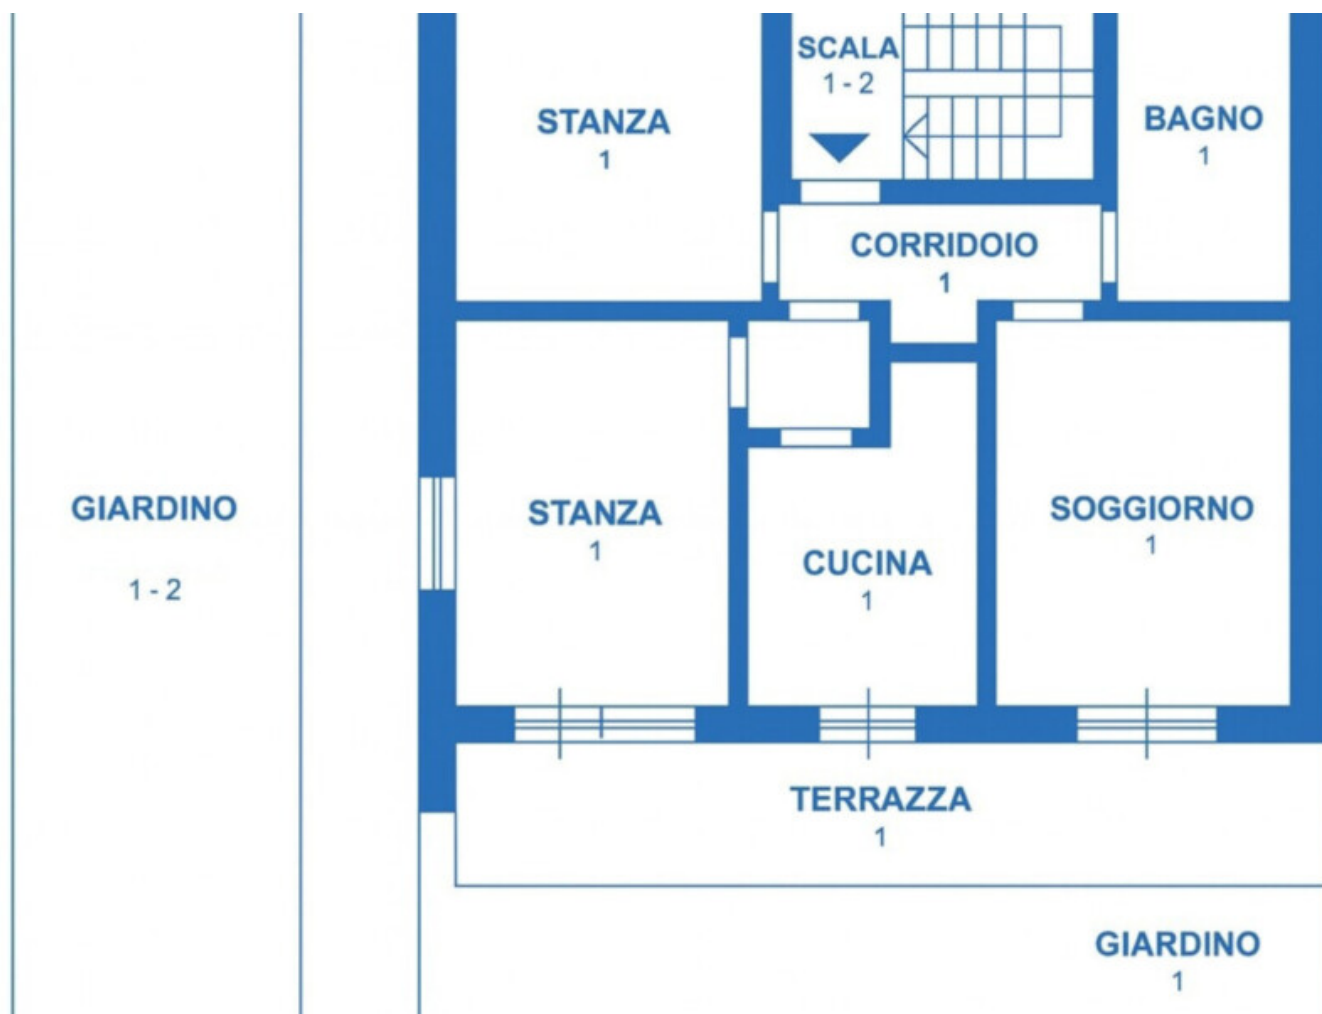 SCALA
1 - 2
STANZA
1
BAGNO
1
CORRIDOIO
1
GIARDINO
1 - 2
STANZA
1
CUCINA
1
SOGGIORNO
1
TERRAZZA
1
GIARDINO
1